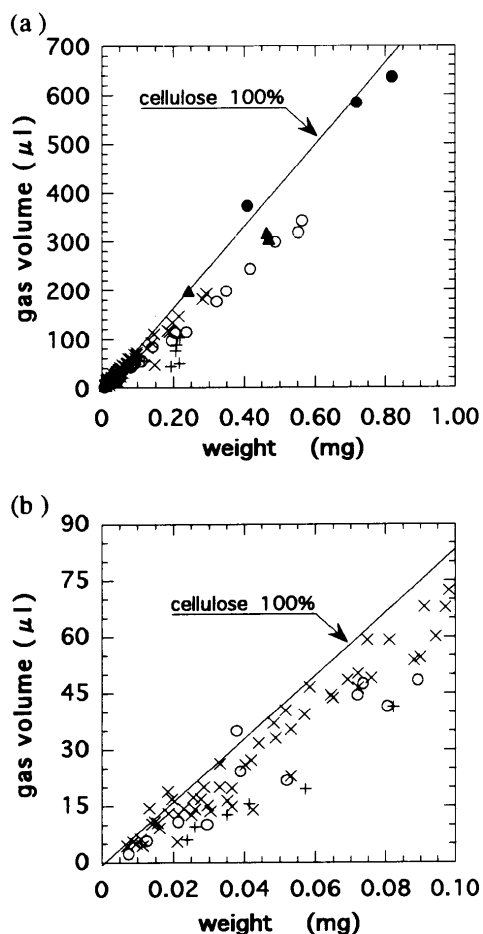 (a)
700
600
500
400
300
200
100
0
gas volume (μl)
cellulose 100%
0 0.20 0.40 0.60 0.80 1.00
weight (mg)
(b)
90
75
60
45
30
15
0
gas volume (μl)
cellulose 100%
0.00 0.02 0.04 0.06 0.08 0.10
weight (mg)